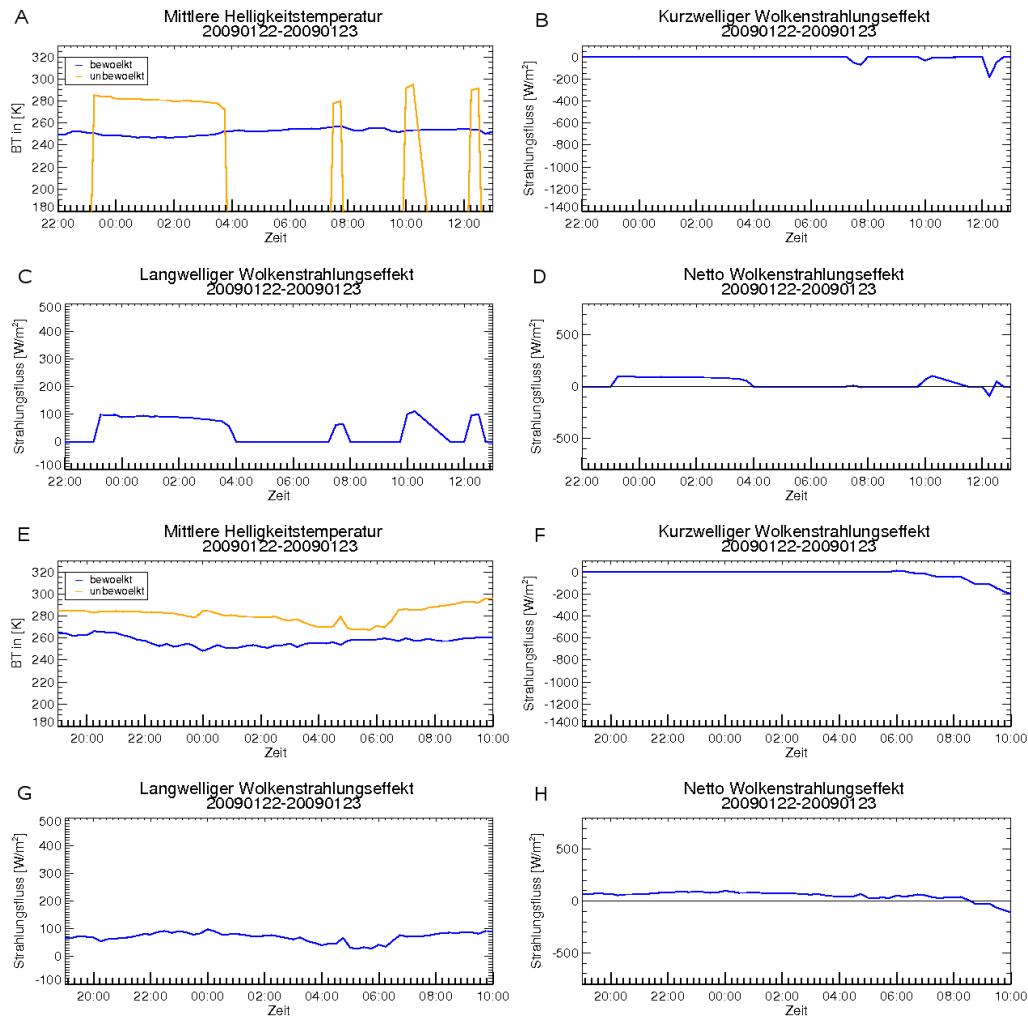 A
Mittlere Helligkeitstemperatur
20090122-20090123
BT in [K]
320
300
280
260
240
220
200
180
bewoelkt
unbewoelkt
22:00 00:00 02:00 04:00 06:00 08:00 10:00 12:00
Zeit
B
Kurzwelliger Wolkenstrahlungseffekt
20090122-20090123
Strahlungsfluss [W/m²]
0
-200
-400
-600
-800
-1000
-1200
-1400
22:00 00:00 02:00 04:00 06:00 08:00 10:00 12:00
Zeit
C
Langwelliger Wolkenstrahlungseffekt
20090122-20090123
Strahlungsfluss [W/m²]
500
400
300
200
100
0
-100
22:00 00:00 02:00 04:00 06:00 08:00 10:00 12:00
Zeit
D
Netto Wolkenstrahlungseffekt
20090122-20090123
Strahlungsfluss [W/m²]
500
0
-500
22:00 00:00 02:00 04:00 06:00 08:00 10:00 12:00
Zeit
E
Mittlere Helligkeitstemperatur
20090122-20090123
BT in [K]
320
300
280
260
240
220
200
180
bewoelkt
unbewoelkt
20:00 22:00 00:00 02:00 04:00 06:00 08:00 10:00
Zeit
F
Kurzwelliger Wolkenstrahlungseffekt
20090122-20090123
Strahlungsfluss [W/m²]
0
-200
-400
-600
-800
-1000
-1200
-1400
20:00 22:00 00:00 02:00 04:00 06:00 08:00 10:00
Zeit
G
Langwelliger Wolkenstrahlungseffekt
20090122-20090123
Strahlungsfluss [W/m²]
500
400
300
200
100
0
-100
20:00 22:00 00:00 02:00 04:00 06:00 08:00 10:00
Zeit
H
Netto Wolkenstrahlungseffekt
20090122-20090123
Strahlungsfluss [W/m²]
500
0
-500
20:00 22:00 00:00 02:00 04:00 06:00 08:00 10:00
Zeit